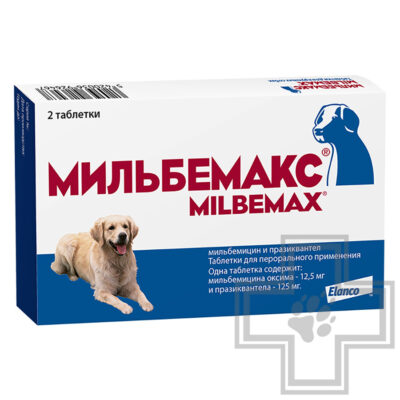 2 таблетки
МИЛЬБЕМАКС®
MILBEMAX®
мильбемицин и празиквантел
Таблетки для перорального применения
Одна таблетка содержит:
мильбемицина оксима - 12,5 мг
и празиквантела - 125 мг.
Elanco